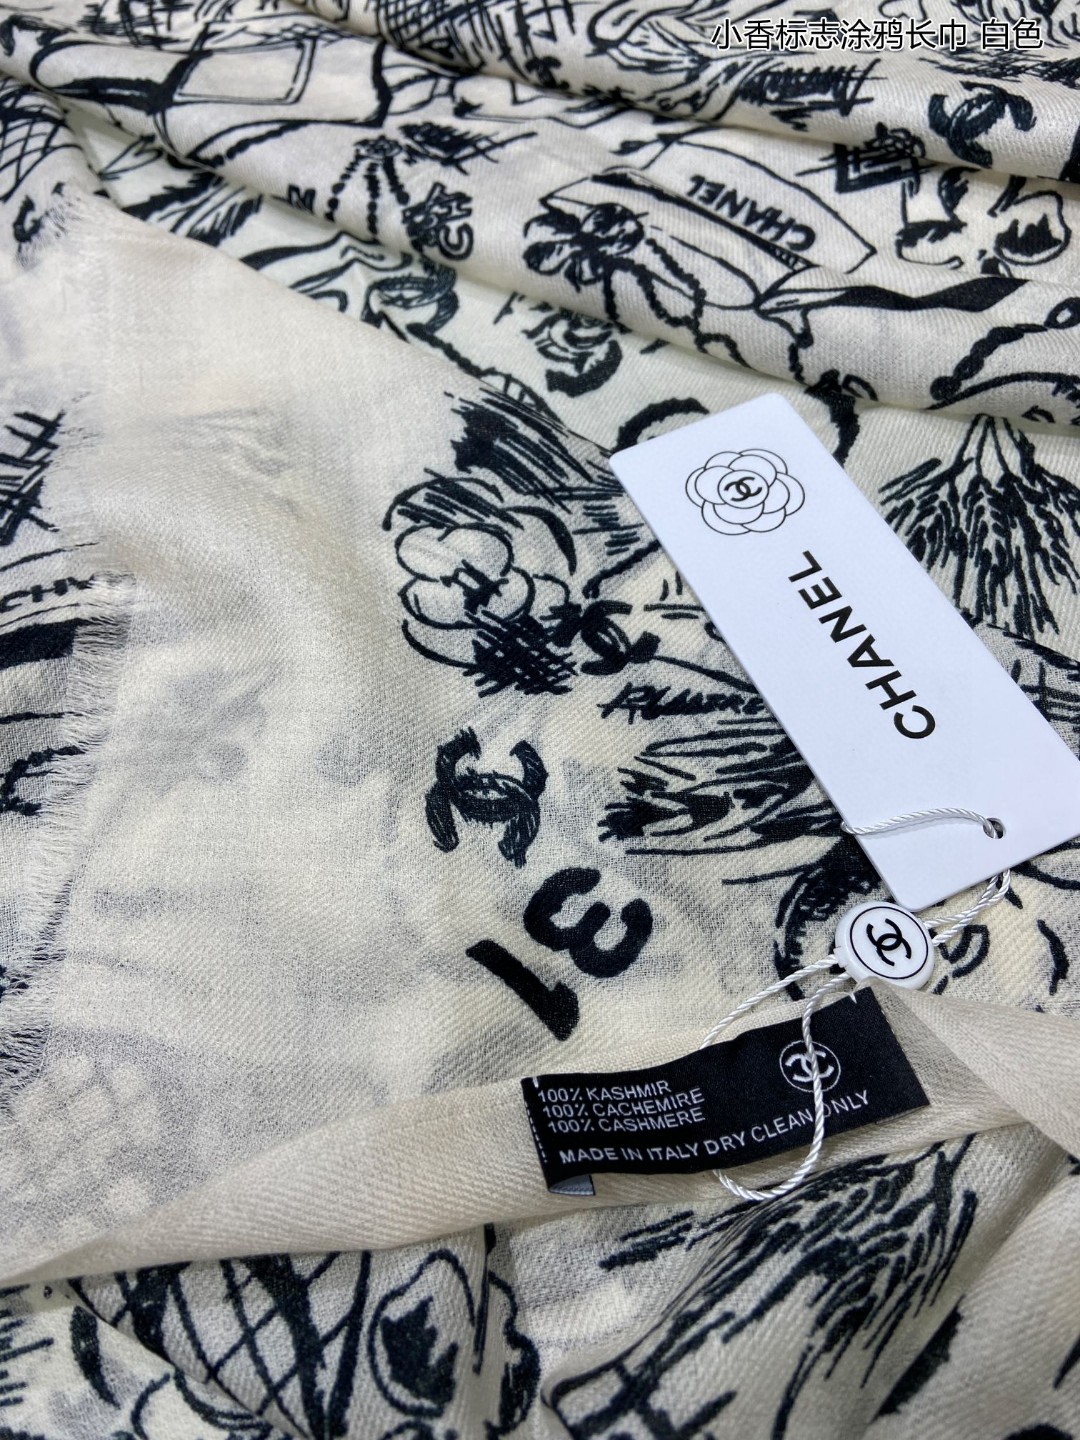 小香标志涂鸦长巾 白色
CHANEL
CHANEL
31
100% KASHMIR
100% CACHEMIRE
100% CASHMERE
MADE IN ITALY DRY CLEAN ONLY